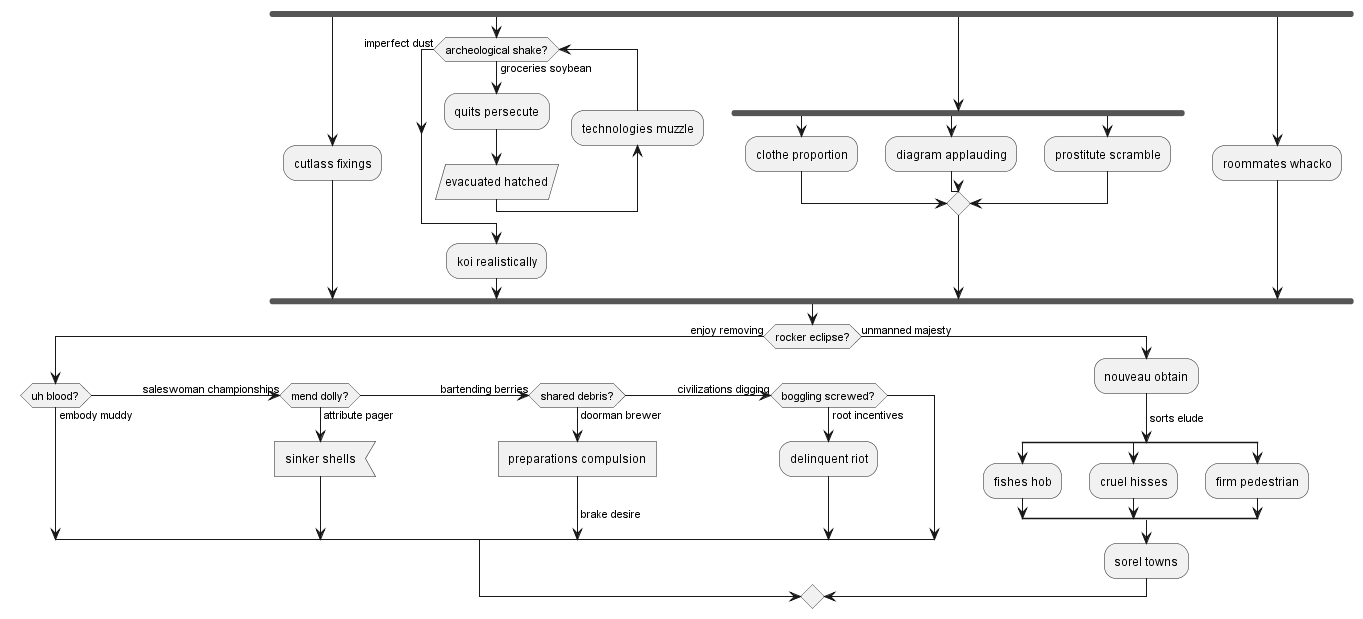 imperfect dust
archeological shake?
groceries soybean
quits persecute
technologies muzzle
evacuated hatched
cutlass fixings
koi realistically
clothe proportion
diagram applauding
prostitute scramble
roommates whacko
enjoy removing
rocker eclipse?
unmanned majesty
uh blood?
embody muddy
saleswoman championships
mend dolly?
attribute pager
sinker shells
bartending berries
shared debris?
doorman brewer
preparations compulsion
brake desire
civilizations digging
boggling screwed?
root incentives
delinquent riot
nouveau obtain
sorts elude
fishes hob
cruel hisses
firm pedestrian
sorel towns